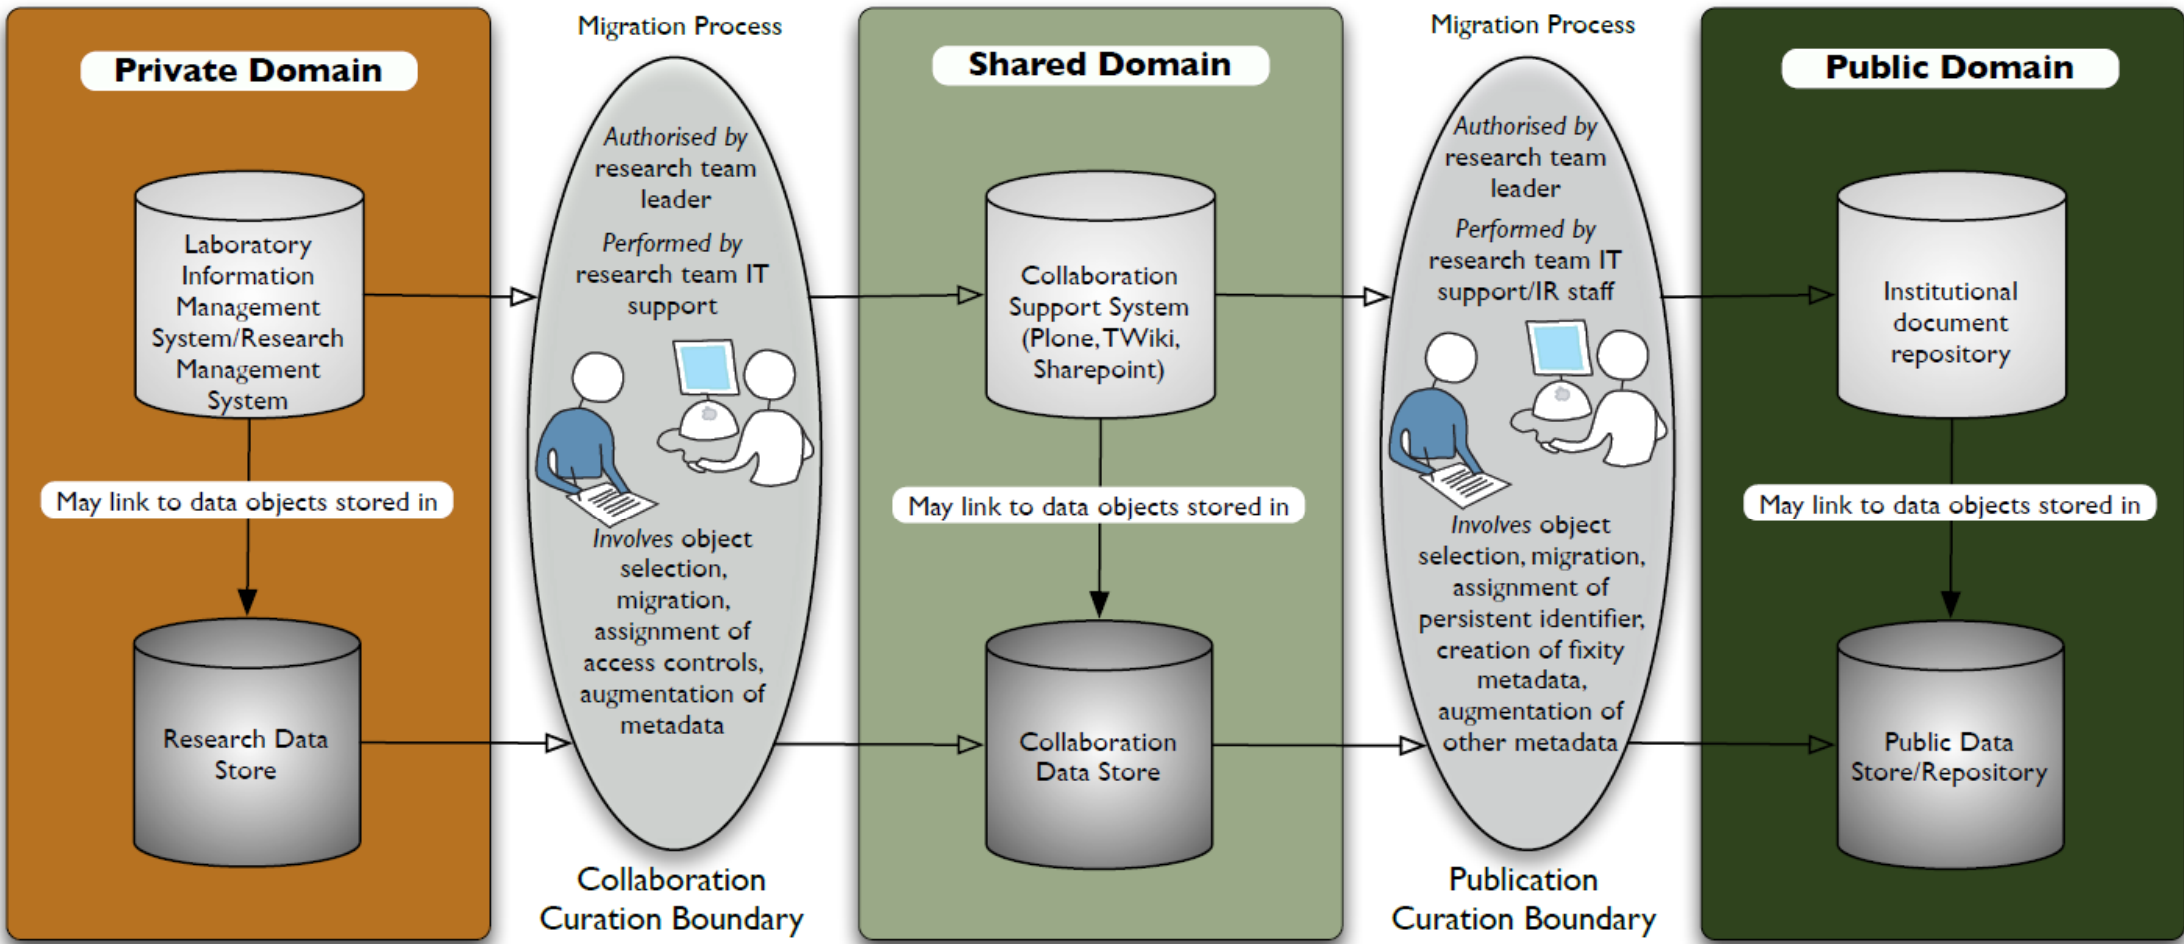 Private Domain
Laboratory
Information
Management
System/Research
Management
System
May link to data objects stored in
Research Data
Store
Migration Process
Authorised by
research team
leader
Performed by
research team IT
support
Involves object
selection,
migration,
assignment of
access controls,
augmentation of
metadata
Collaboration
Curation Boundary
Shared Domain
Collaboration
Support System
(Plone, TWiki,
Sharepoint)
May link to data objects stored in
Collaboration
Data Store
Migration Process
Authorised by
research team
leader
Performed by
research team IT
support/IR staff
Involves object
selection, migration,
assignment of
persistent identifier,
creation of fixity
metadata,
augmentation of
other metadata
Publication
Curation Boundary
Public Domain
Institutional
document
repository
May link to data objects stored in
Public Data
Store/Repository